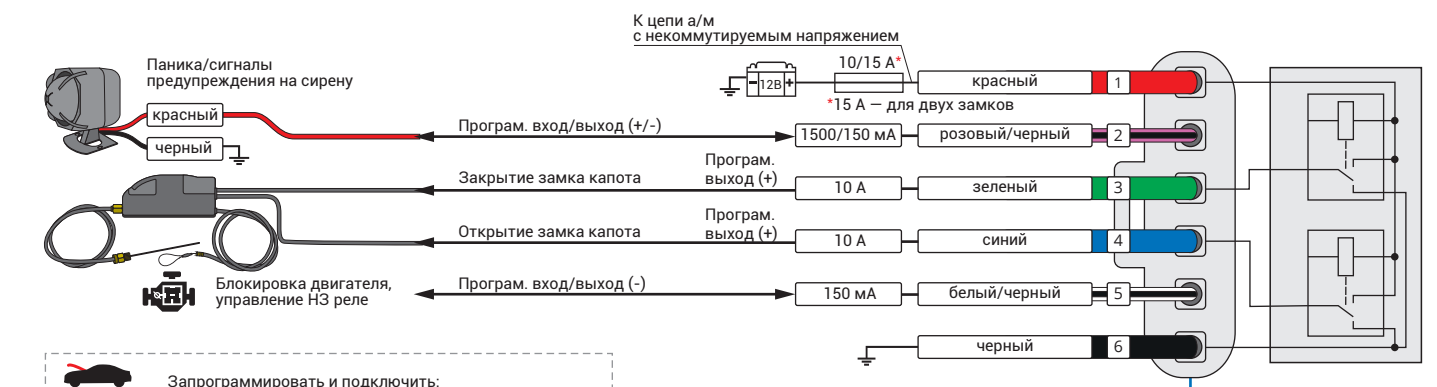 К цепи а/м
с некоммутируемым напряжением
Паника/сигналы
предупреждения на сирену
10/15 А*
- 12В +
красный
1
*15 А — для двух замков
красный
черный
Програм. вход/выход (+/-)
1500/150 мА
розовый/черный
2
Закрытие замка капота
Програм.
выход (+)
10 А
зеленый
3
Открытие замка капота
Програм.
выход (+)
10 А
синий
4
Блокировка двигателя,
управление НЗ реле
Програм. вход/выход (-)
150 мА
белый/черный
5
черный
6
Запрограммировать и подключить: